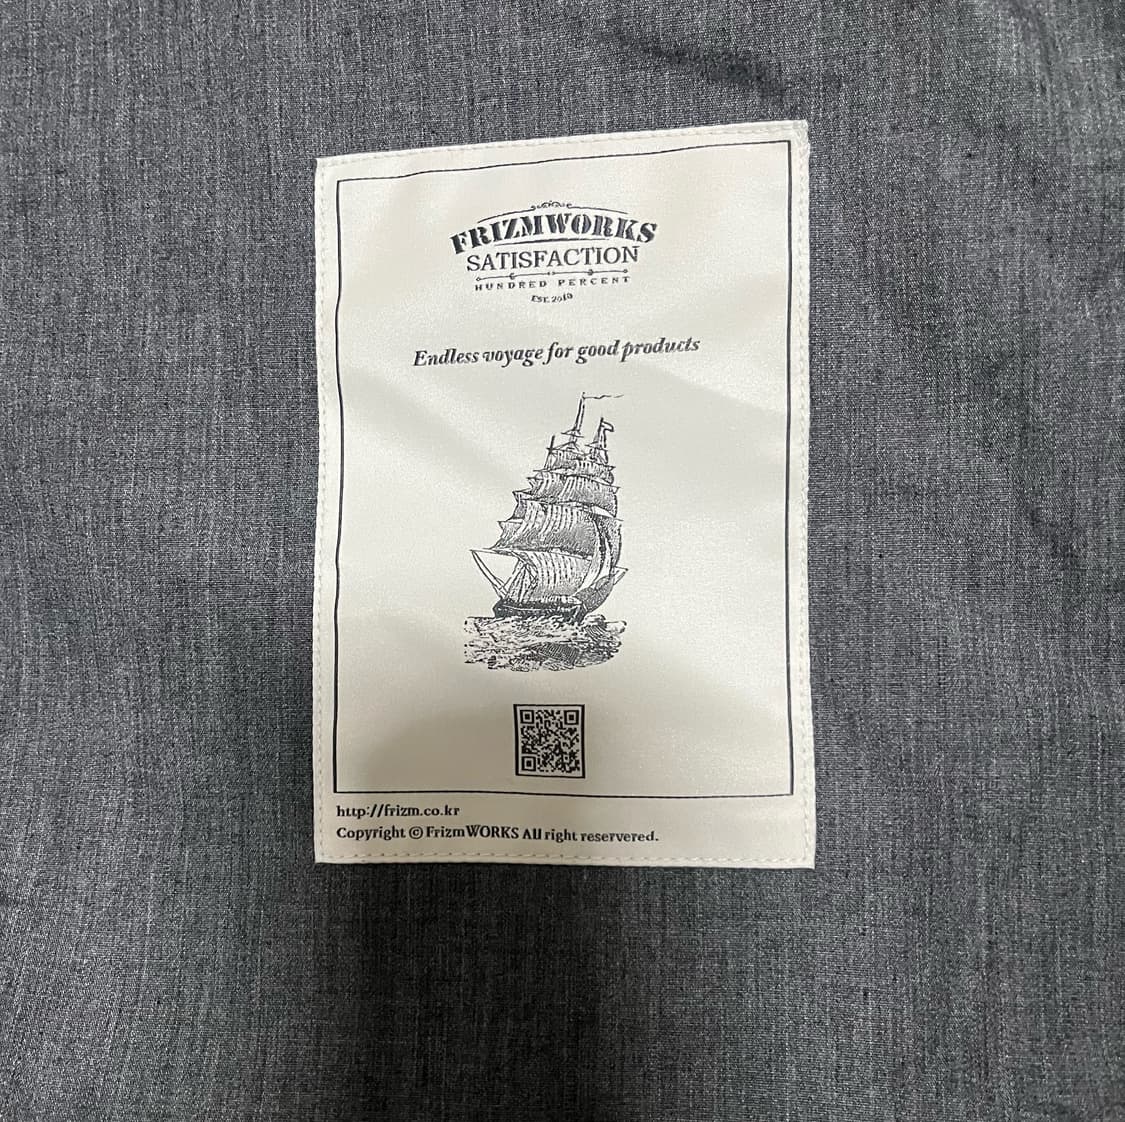 FRIZMWORKS
SATISFACTION
HUNDRED PERCENT
EST. 2010
Endless voyage for good products
http://frizm.co.kr
Copyright © FrizmWORKS All right reservered.